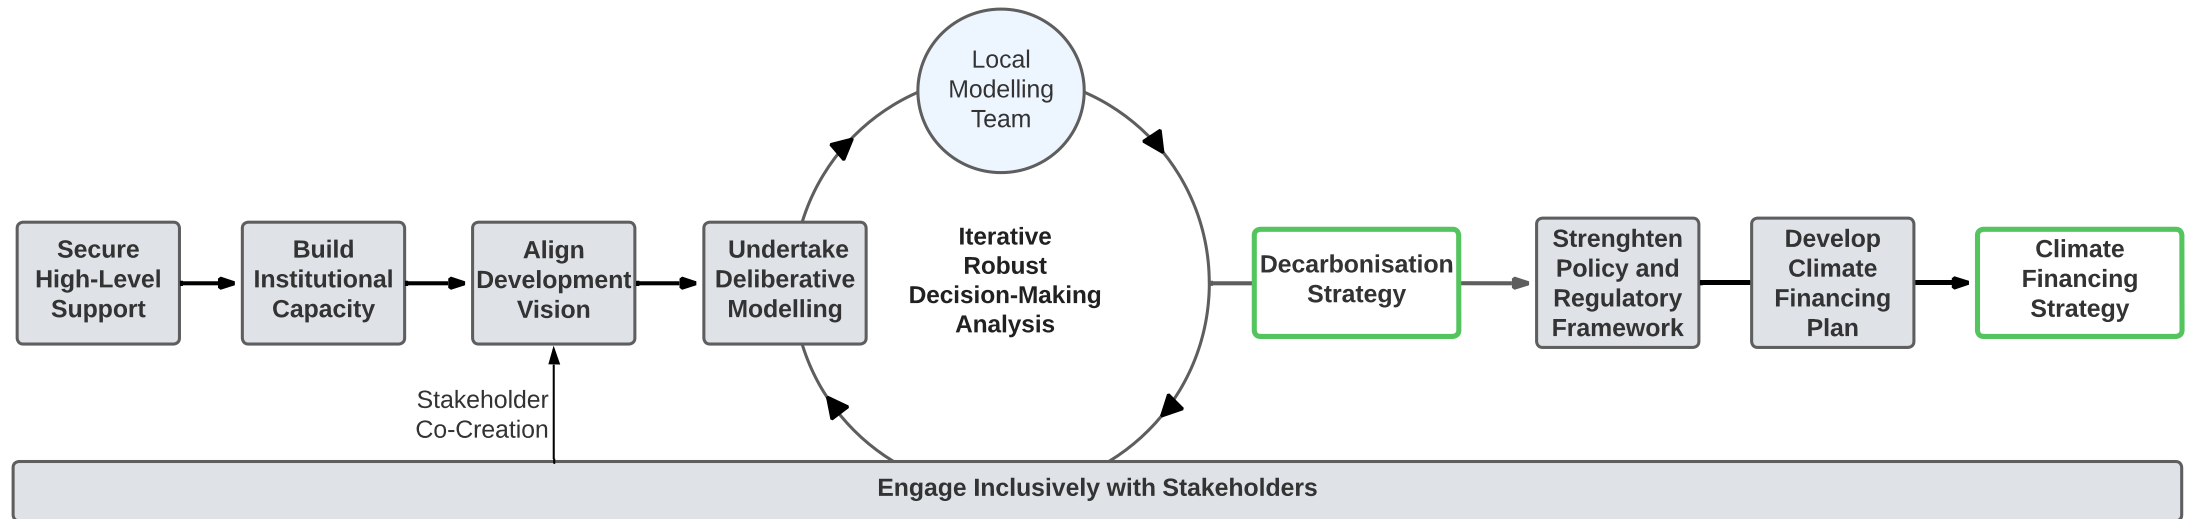 Local
Modelling
Team
Secure
High-Level
Support
Build
Institutional
Capacity
Align
Development
Vision
Undertake
Deliberative
Modelling
Iterative
Robust
Decision-Making
Analysis
Decarbonisation
Strategy
Strenghten
Policy and
Regulatory
Framework
Develop
Climate
Financing
Plan
Climate
Financing
Strategy
Stakeholder
Co-Creation
Engage Inclusively with Stakeholders